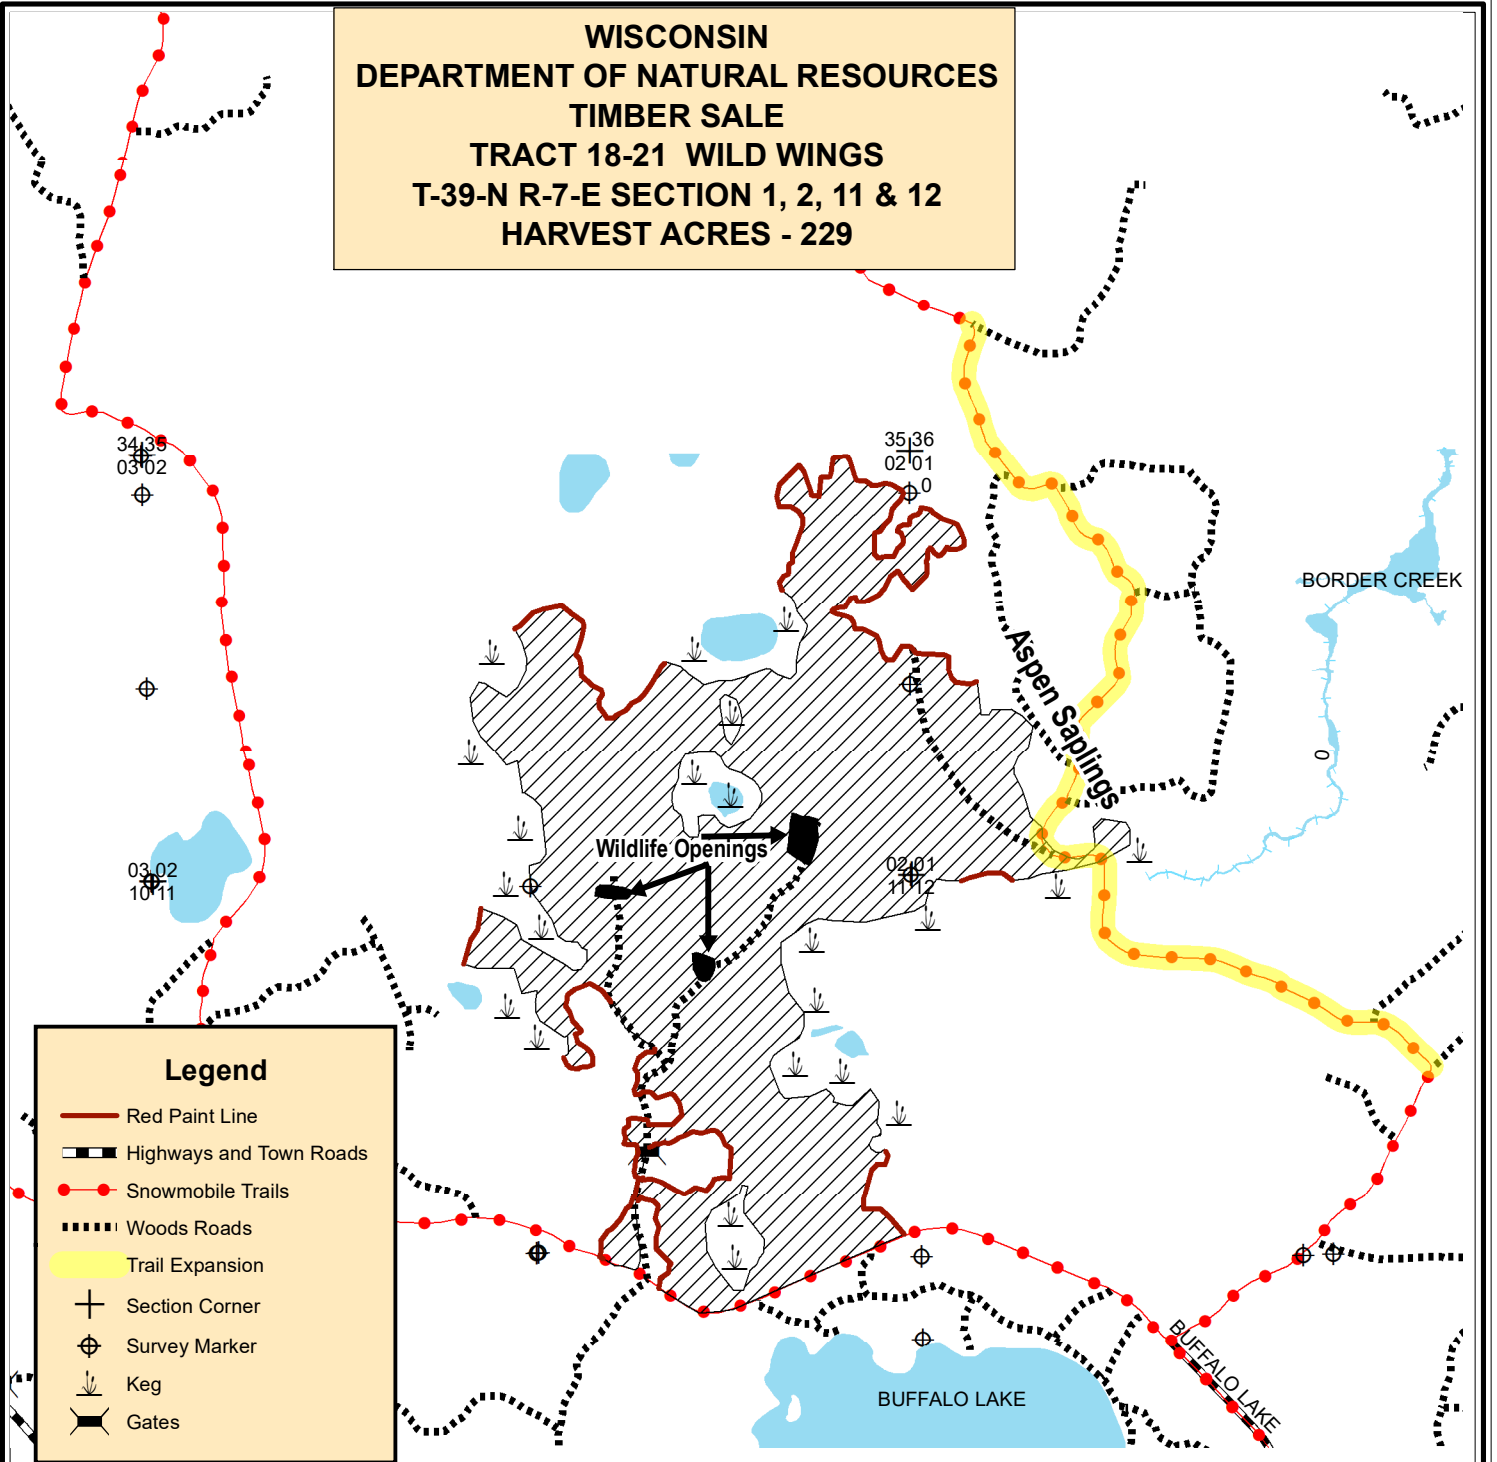 WISCONSIN
DEPARTMENT OF NATURAL RESOURCES
TIMBER SALE
TRACT 18-21 WILD WINGS
T-39-N R-7-E SECTION 1, 2, 11 & 12
HARVEST ACRES - 229
34 35
03 02
35 36
02 01
0
BORDER CREEK
Aspen Saplings
0
Wildlife Openings
03 02
10 11
02 01
11 12
Legend
Red Paint Line
Highways and Town Roads
Snowmobile Trails
Woods Roads
Trail Expansion
Section Corner
Survey Marker
Keg
Gates
BUFFALO LAKE
BUFFALO LAKE